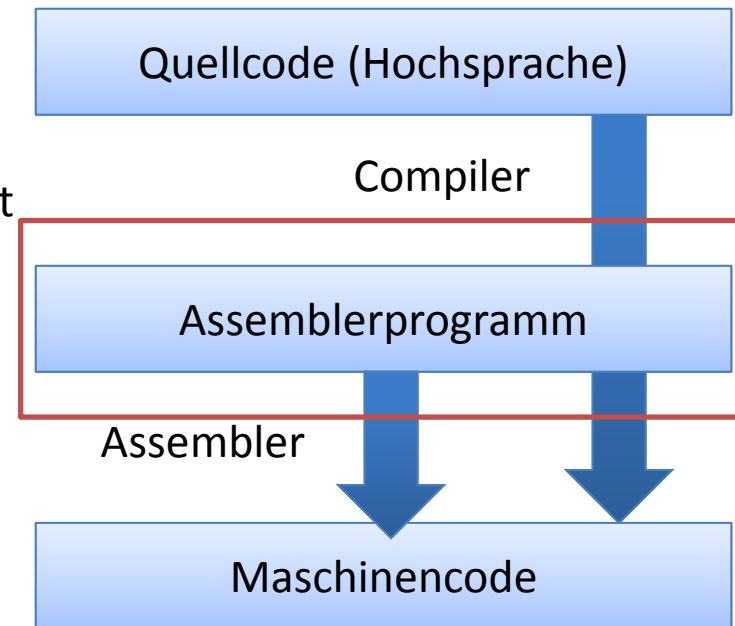 Quellcode (Hochsprache)
Compiler
t
Assemblerprogramm
Assembler
Maschinencode